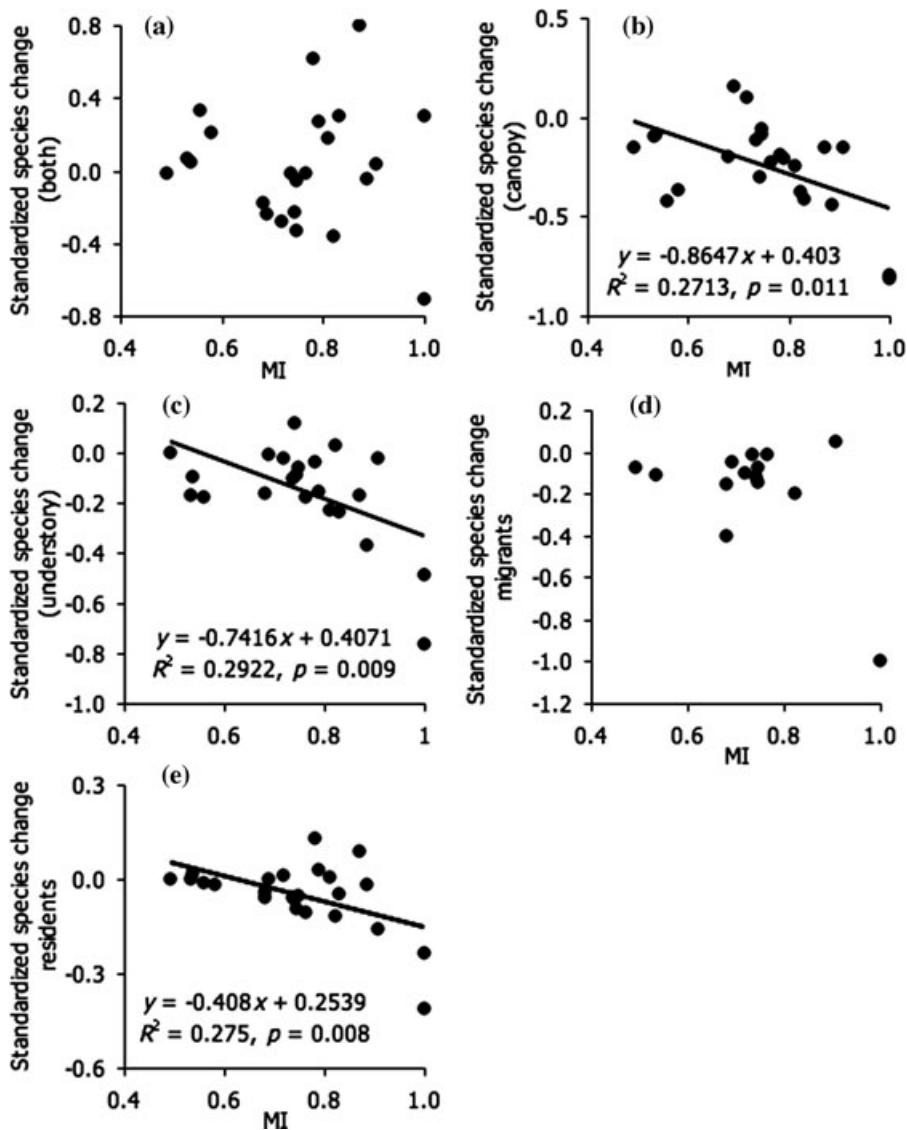 (a)
Standardized species change
(both)
0.8
0.4
0.0
-0.4
-0.8
0.4
0.6
0.8
1.0
MI
(b)
Standardized species change
(canopy)
0.5
0.0
-0.5
-1.0
y = -0.8647x + 0.403
R² = 0.2713, p = 0.011
0.4
0.6
0.8
1.0
MI
(c)
Standardized species change
(understory)
0.2
0.0
-0.2
-0.4
-0.6
-0.8
-1.0
y = -0.7416x + 0.4071
R² = 0.2922, p = 0.009
0.4
0.6
0.8
1
MI
(d)
Standardized species change
migrants
0.2
0.0
-0.2
-0.4
-0.6
-0.8
-1.0
-1.2
0.4
0.6
0.8
1.0
MI
(e)
Standardized species change
residents
0.3
0.0
-0.3
-0.6
y = -0.408x + 0.2539
R² = 0.275, p = 0.008
0.4
0.6
0.8
1.0
MI